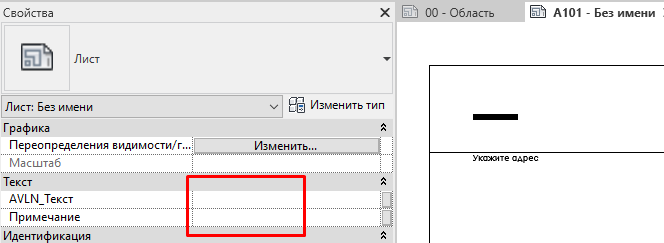 Свойства
00 - Область
A101 - Без имени
Лист
Лист: Без имени
Изменить тип
Графика
Переопределения видимости/г...
Изменить...
Масштаб
Укажите адрес
Текст
AVLN_Текст
Примечание
Идентификация